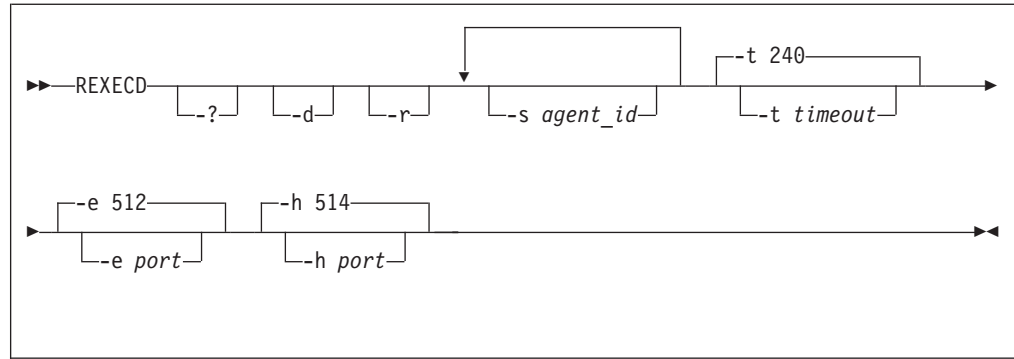 -t 240
REXECD
-? -d -r -s agent_id -t timeout
-e 512 -h 514
-e port -h port